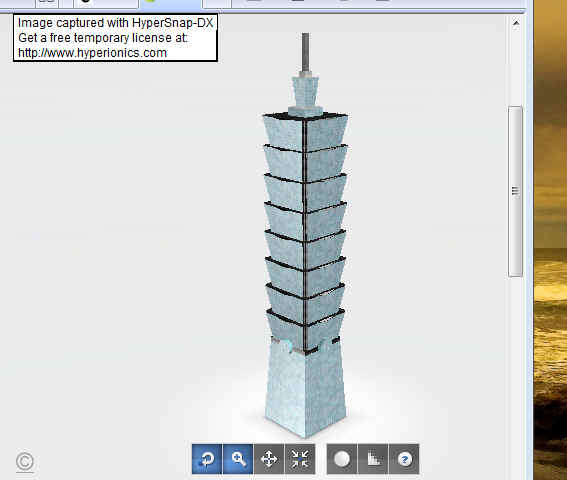 Image captured with HyperSnap-DX
Get a free temporary license at:
http://www.hyperionics.com
©
?